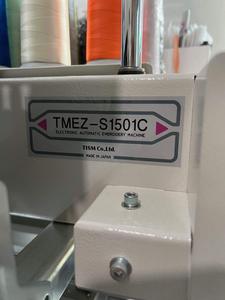 TMEZ-S1501C
ELECTRONIC AUTOMATIC EMBROIDERY MACHINE
TISM Co.,Ltd.
MADE IN JAPAN